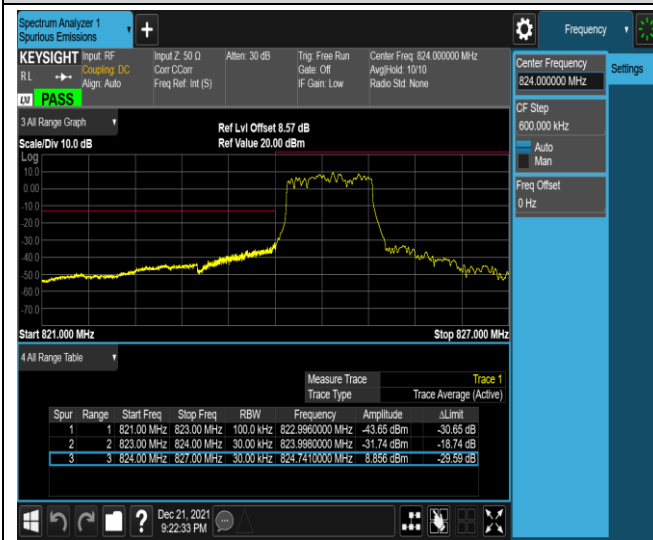 Spectrum Analyzer 1
Spurious Emissions
Frequency
KEYSIGHT Input: RF Input Z: 50 Ω Atten: 30 dB Trig: Free Run Center Freq: 824.000000 MHz
RL Coupling: DC Corr CCorr Gate: Off Avg|Hold: 10/10
Align: Auto Freq Ref: Int (S) IF Gain: Low Radio Std: None
LXI PASS
Center Frequency
824.000000 MHz
Settings
CF Step
600.000 kHz
Auto
Man
Freq Offset
0 Hz
3 All Range Graph
Ref Lvl Offset 8.57 dB
Scale/Div 10.0 dB Ref Value 20.00 dBm
Log
10.0
0.00
-10.0
-20.0
-30.0
-40.0
-50.0
-60.0
-70.0
Start 821.000 MHz Stop 827.000 MHz
4 All Range Table
Measure Trace Trace 1
Trace Type Trace Average (Active)
Spur Range Start Freq Stop Freq RBW Frequency Amplitude ΔLimit
1 1 821.00 MHz 823.00 MHz 100.0 kHz 822.9960000 MHz -43.65 dBm -30.65 dB
2 2 823.00 MHz 824.00 MHz 30.00 kHz 823.9980000 MHz -31.74 dBm -18.74 dB
3 3 824.00 MHz 827.00 MHz 30.00 kHz 824.7410000 MHz 8.856 dBm -29.59 dB
Dec 21, 2021
9:22:33 PM